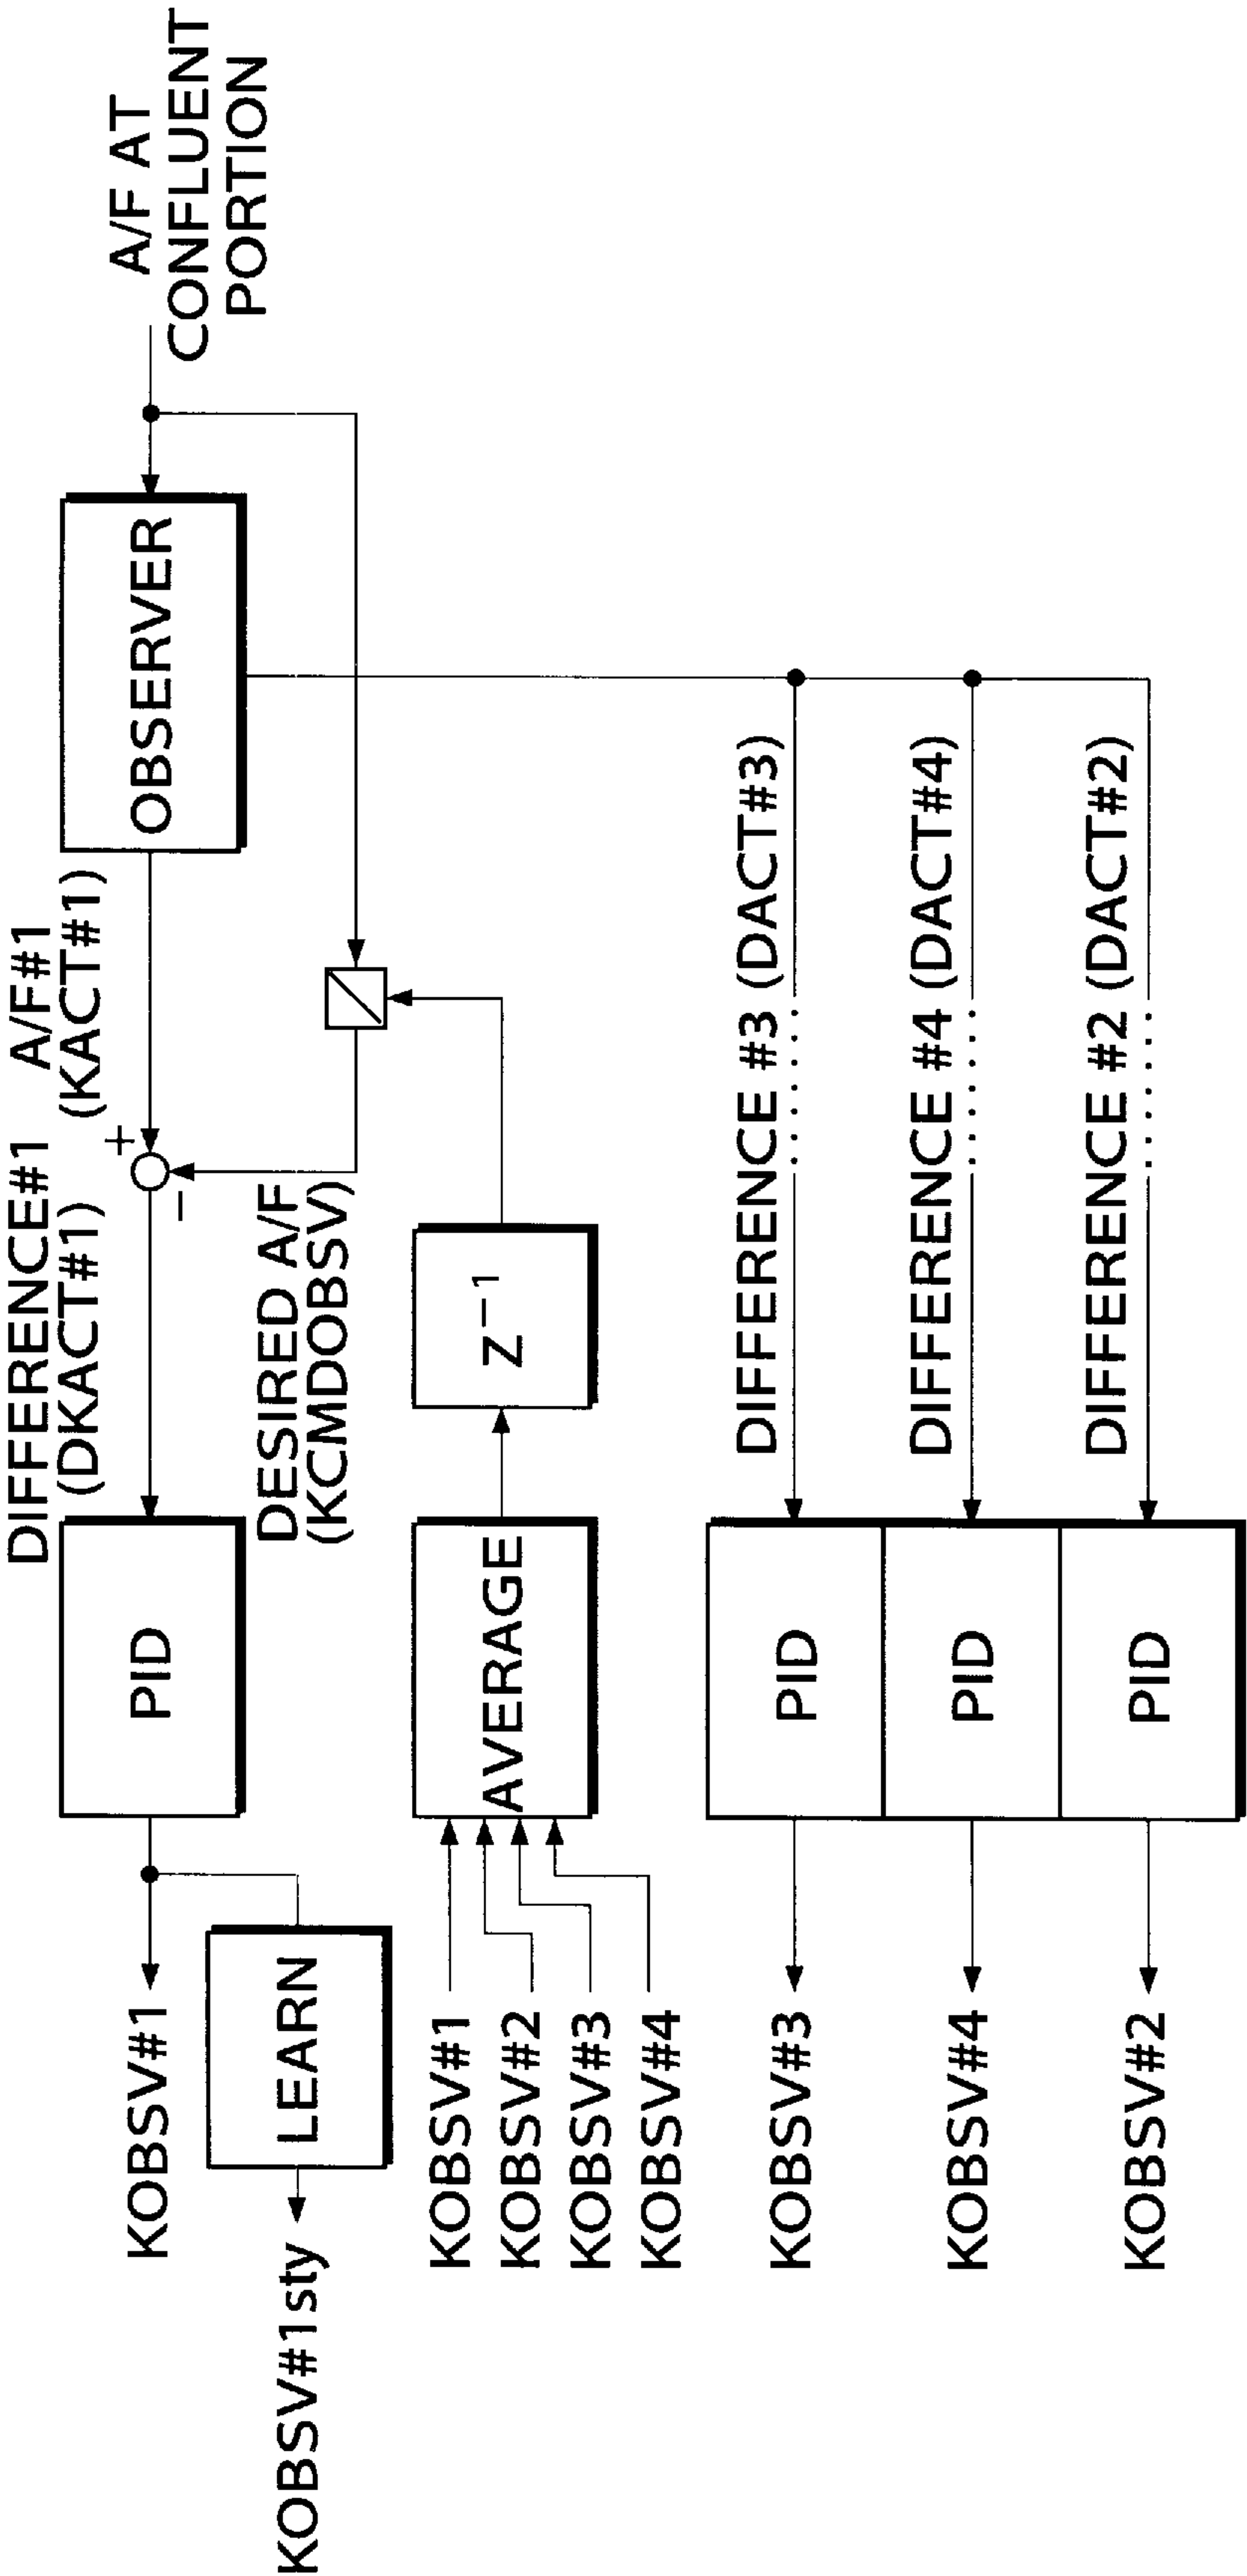 DIFFERENCE#1
(DKACT#1)
A/F#1
(KACT#1)
A/F AT
CONFLUENT
PORTION
+
−
KOBSV#1
PID
OBSERVER
KOBSV#1sty
LEARN
DESIRED A/F
(KCMDOBSV)
KOBSV#1
KOBSV#2
KOBSV#3
KOBSV#4
AVERAGE
Z⁻¹
KOBSV#3
PID
DIFFERENCE #3 (DACT#3)
KOBSV#4
PID
DIFFERENCE #4 (DACT#4)
KOBSV#2
PID
DIFFERENCE #2 (DACT#2)